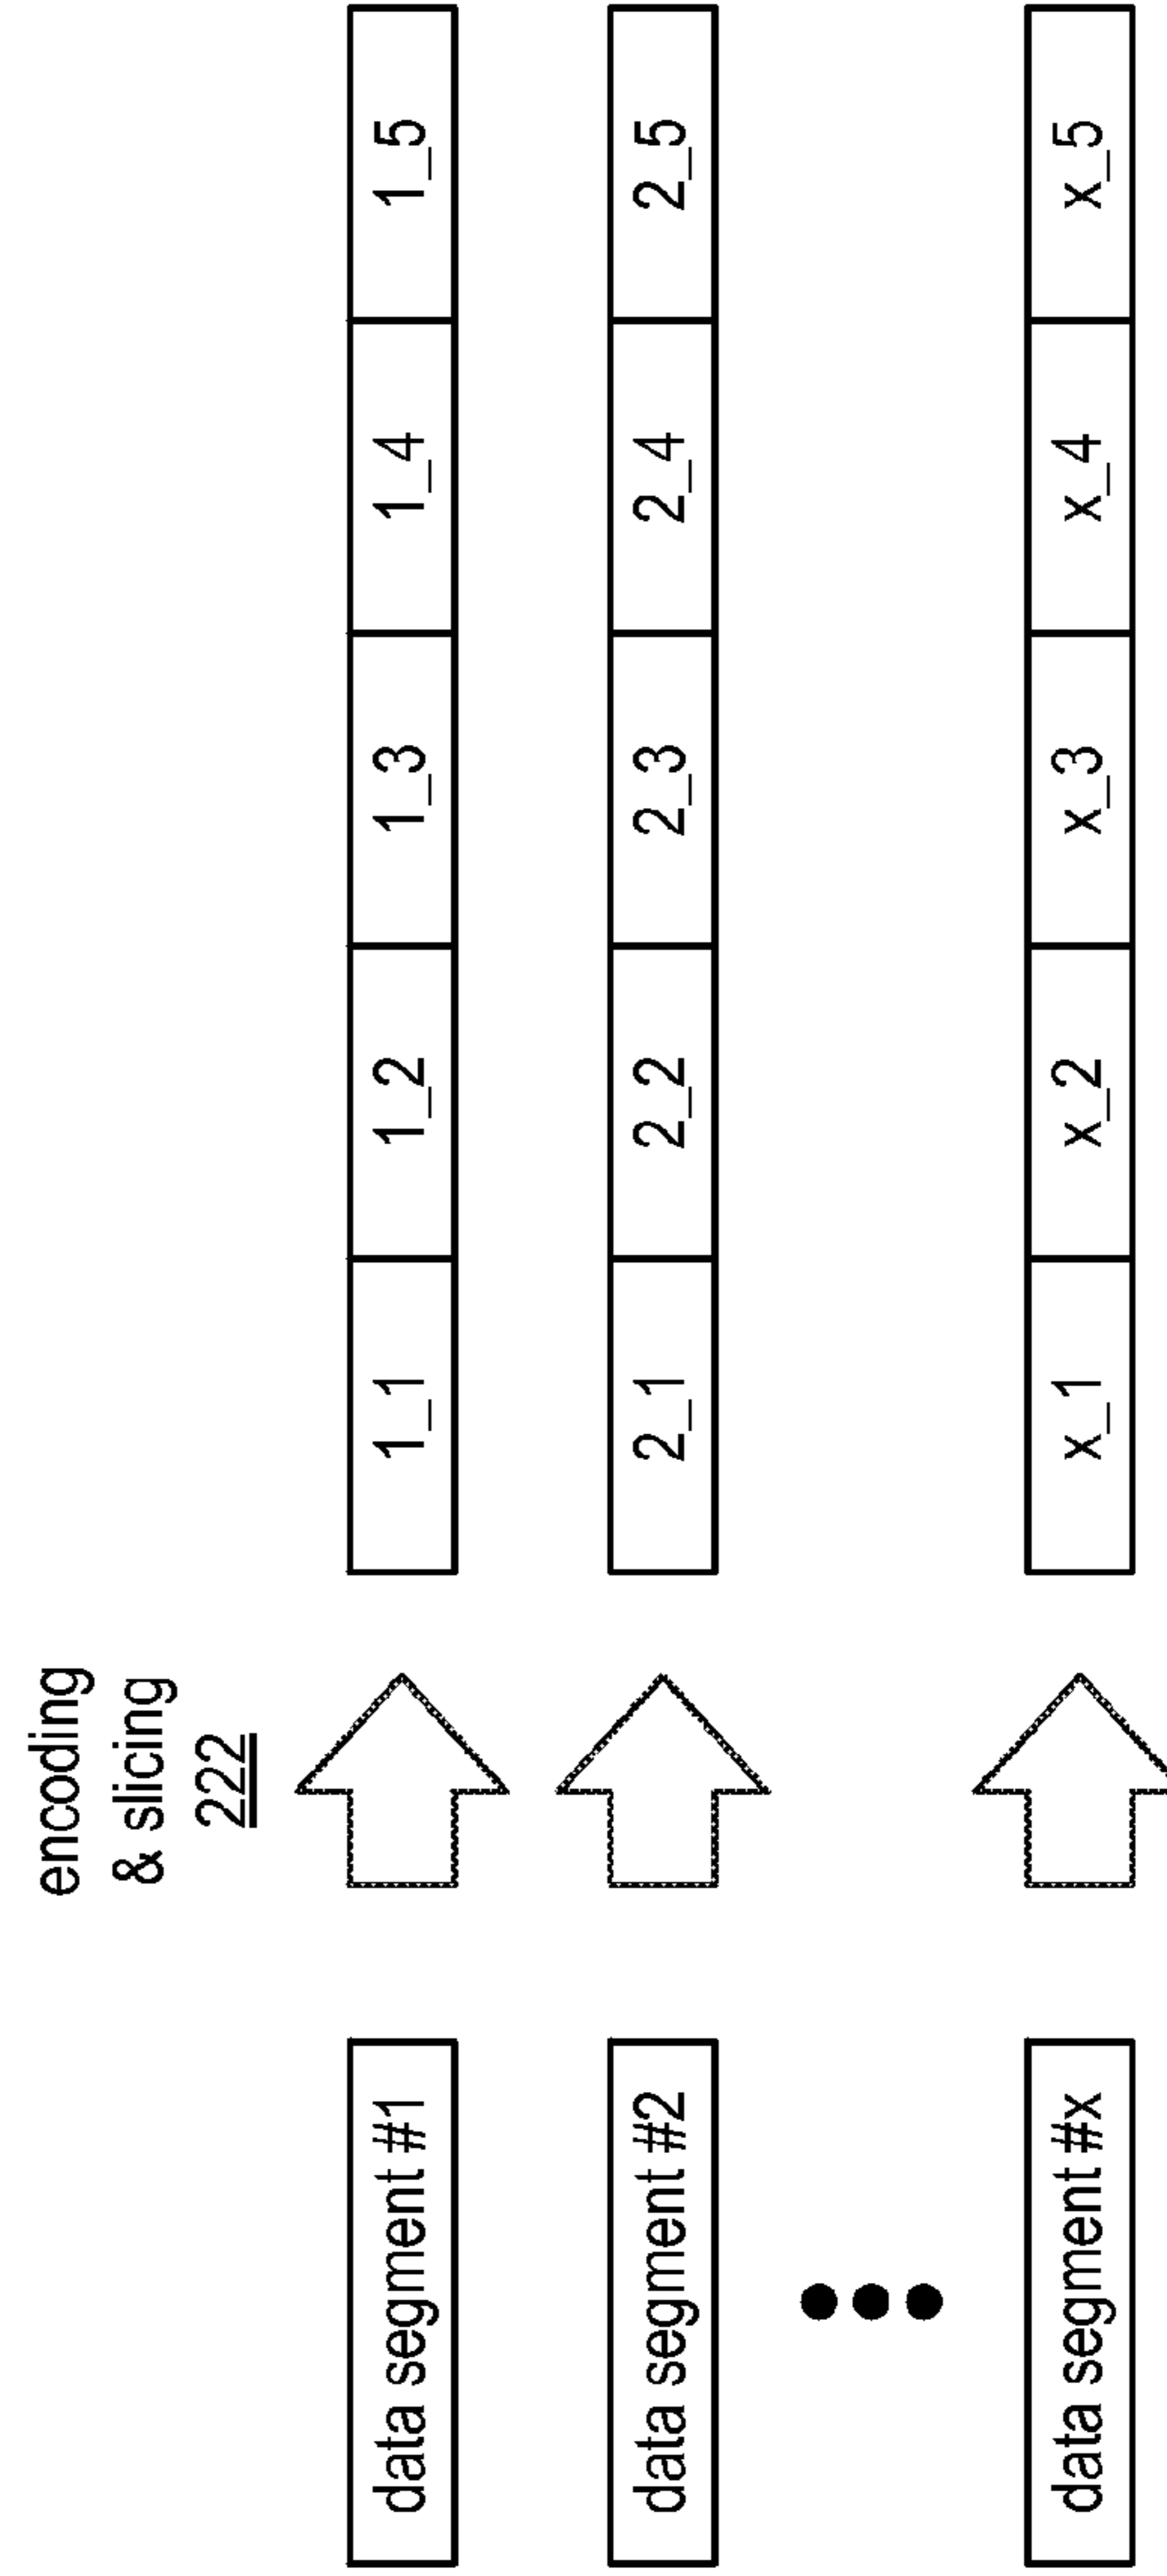 encoding
& slicing
222
data segment #1
1_1 1_2 1_3 1_4 1_5
data segment #2
2_1 2_2 2_3 2_4 2_5
data segment #x
x_1 x_2 x_3 x_4 x_5